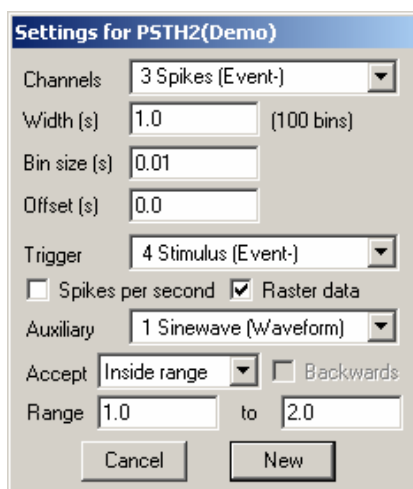 Settings for PSTH2(Demo)
Channels 3 Spikes (Event-)
Width (s) 1.0 (100 bins)
Bin size (s) 0.01
Offset (s) 0.0
Trigger 4 Stimulus (Event-)
Spikes per second Raster data
Auxiliary 1 Sinewave (Waveform)
Accept Inside range Backwards
Range 1.0 to 2.0
Cancel New